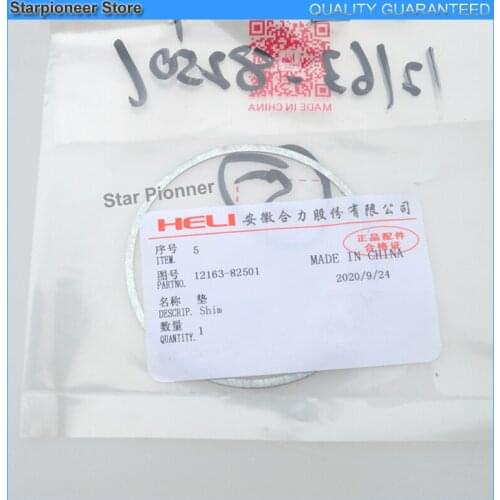 Starpioneer Store
QUALITY GUARANTEED
MADE IN CHINA
Star Pionner
HELI 安徽合力股份有限公司
正品配件
合格证
序号 5
ITEM.
MADE IN CHINA
图号 12163-82501
PARTNO.
2020/9/24
名称 垫
DESCRIP. Shim
数量 1
QUANTITY.